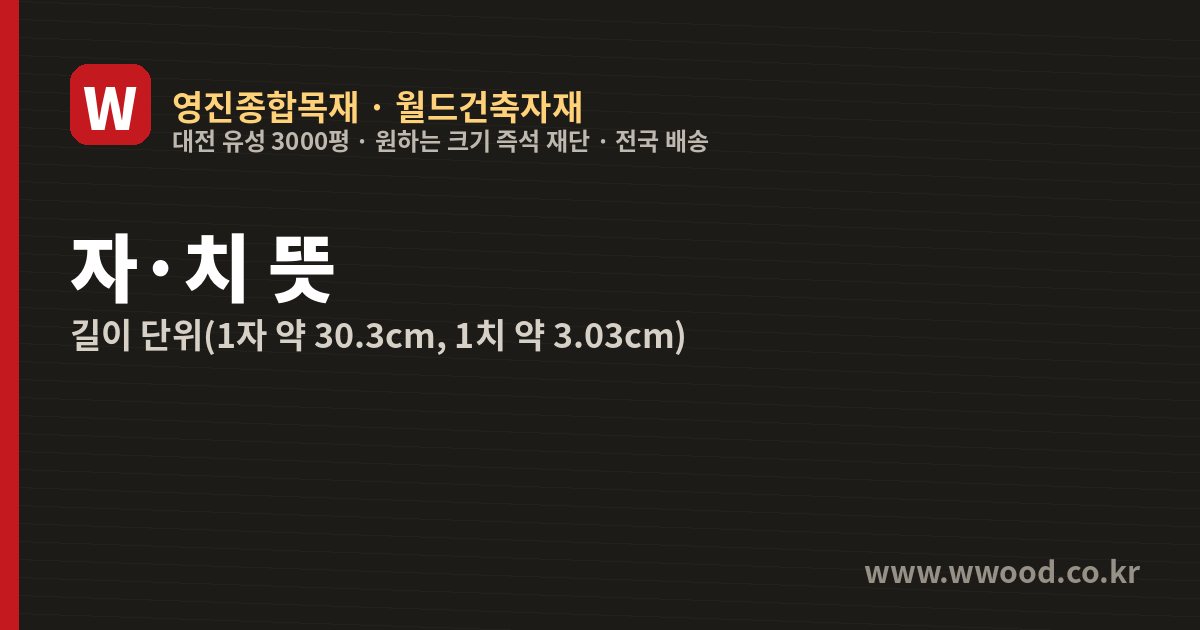 W
영진종합목재 · 월드건축자재
대전 유성 3000평 · 원하는 크기 즉석 재단 · 전국 배송
자·치 뜻
길이 단위(1자 약 30.3cm, 1치 약 3.03cm)
www.wwood.co.kr